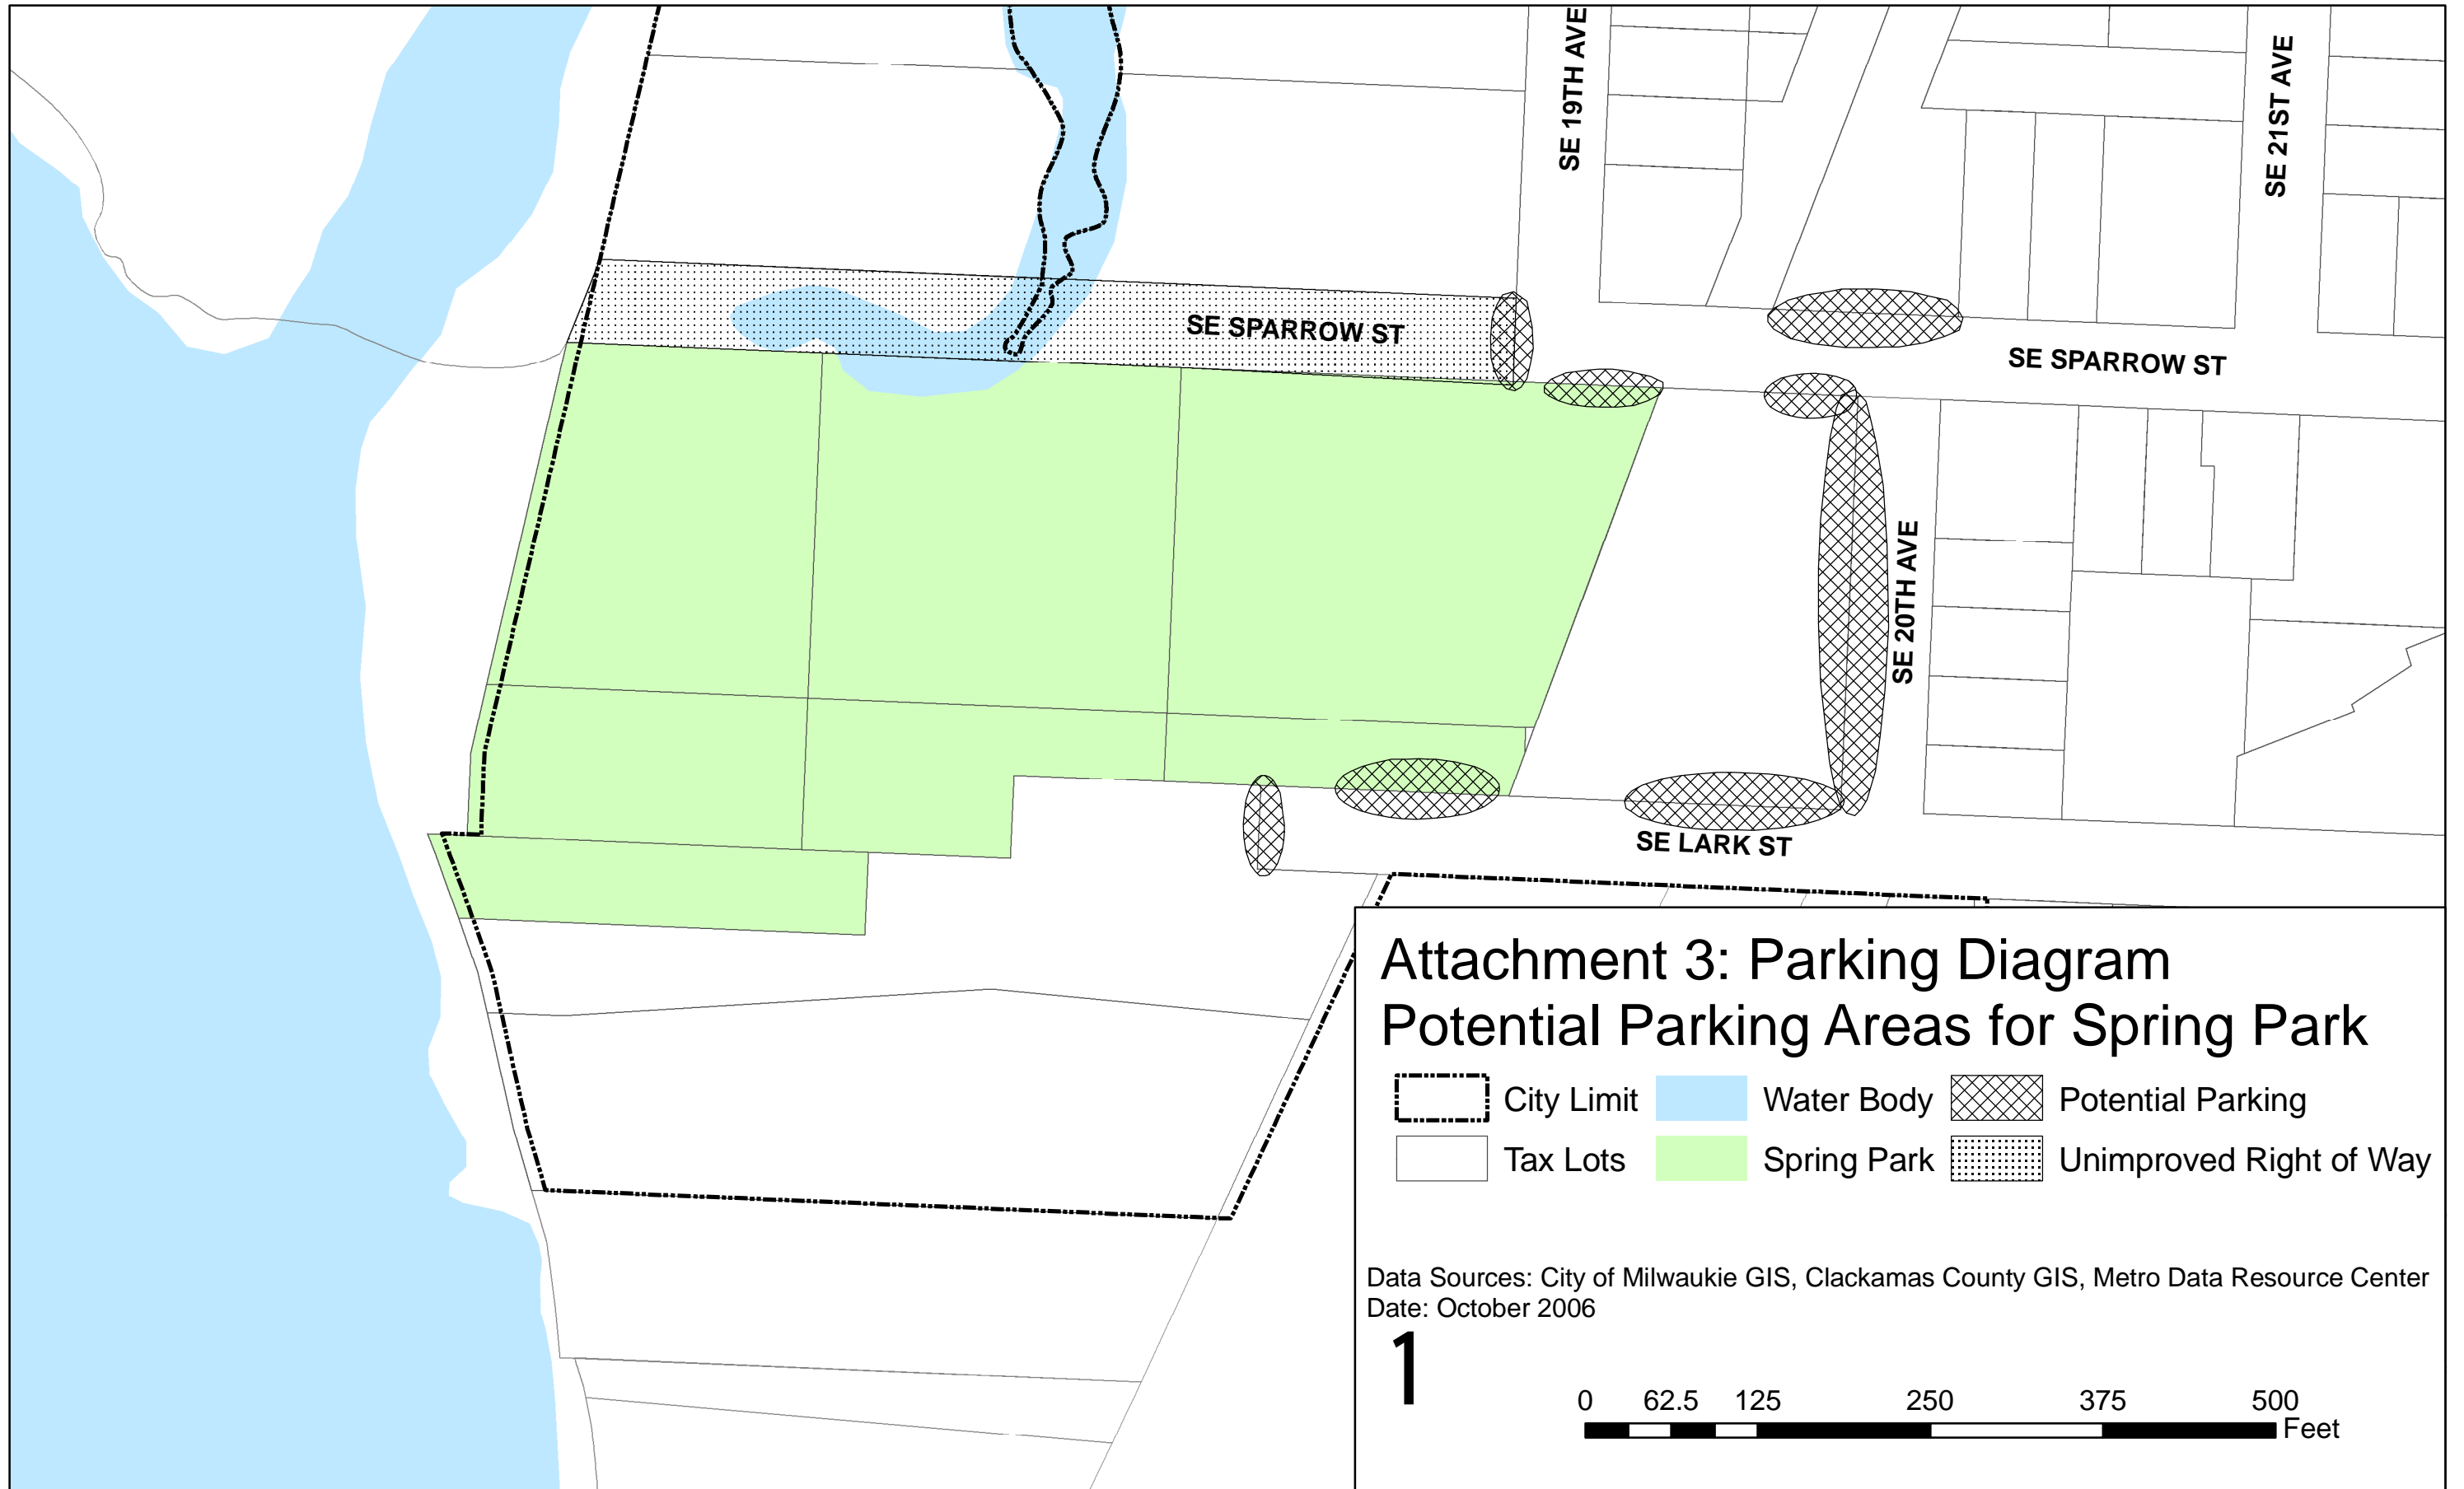 SE 19TH AVE
SE 21ST AVE
SE SPARROW ST
SE SPARROW ST
SE 20TH AVE
SE LARK ST
Attachment 3: Parking Diagram
Potential Parking Areas for Spring Park
City Limit
Water Body
Potential Parking
Tax Lots
Spring Park
Unimproved Right of Way
Data Sources: City of Milwaukie GIS, Clackamas County GIS, Metro Data Resource Center
Date: October 2006
1
0 62.5 125 250 375 500
Feet